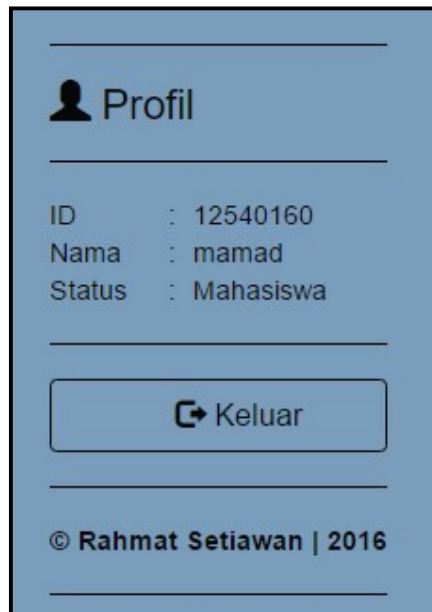 Profil
ID : 12540160
Nama : mamad
Status : Mahasiswa
Keluar
© Rahmat Setiawan | 2016